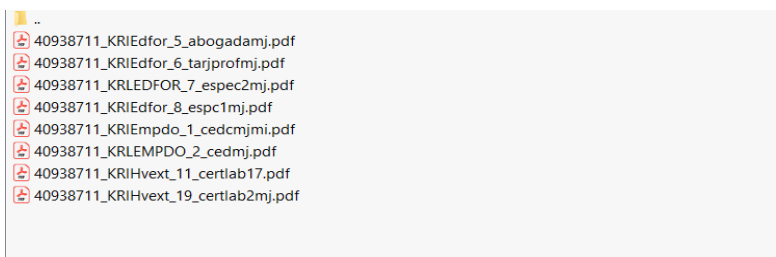 ..
40938711_KRIEdfor_5_abogadamj.pdf
40938711_KRIEdfor_6_tarjprofmj.pdf
40938711_KRLEDFOR_7_espec2mj.pdf
40938711_KRIEdfor_8_espc1mj.pdf
40938711_KRIEmpdo_1_cedcmjmi.pdf
40938711_KRLEMPDO_2_cedmj.pdf
40938711_KRIHvext_11_certlab17.pdf
40938711_KRIHvext_19_certlab2mj.pdf